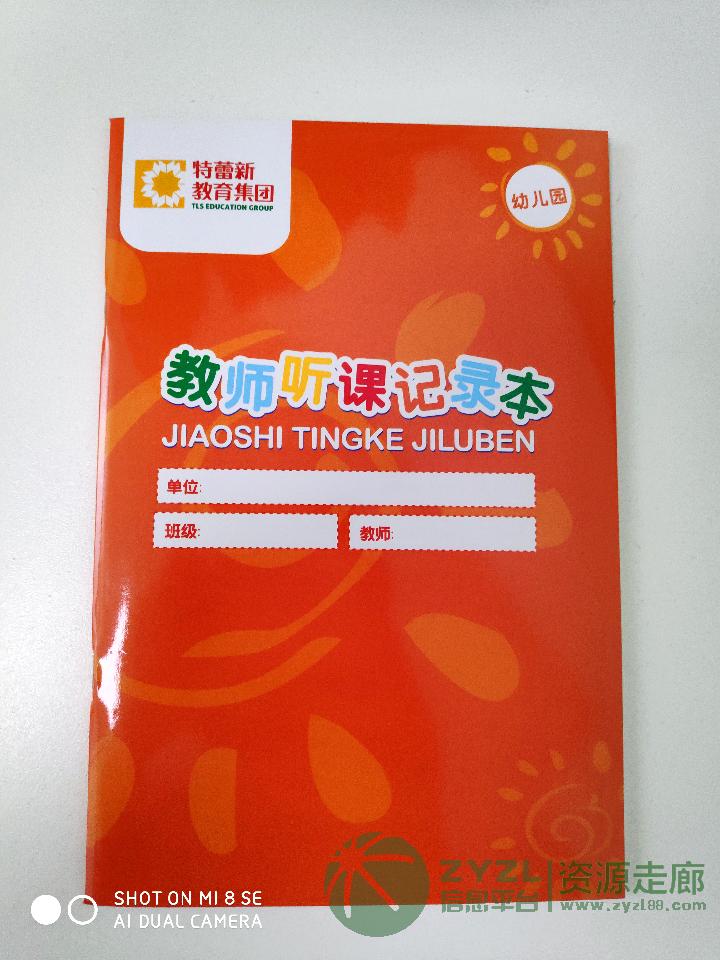 特蕾新
教育集团
TLS EDUCATION GROUP
幼儿园
教师听课记录本
JIAOSHI TINGKE JILUBEN
单位:
班级:
教师:
SHOT ON MI 8 SE
AI DUAL CAMERA
ZYZL
信息平台
资源走廊
www.zyzl88.com